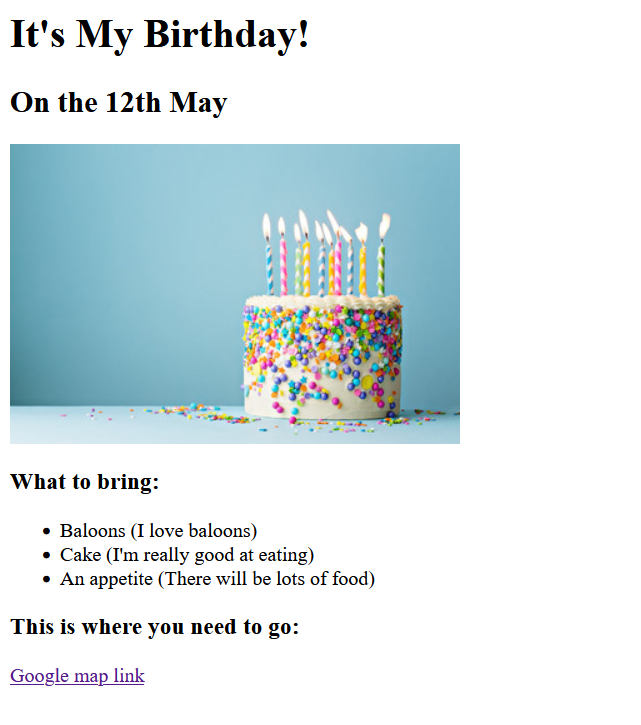 It's My Birthday!
On the 12th May
What to bring:
Baloons (I love baloons)
Cake (I'm really good at eating)
An appetite (There will be lots of food)
This is where you need to go:
Google map link